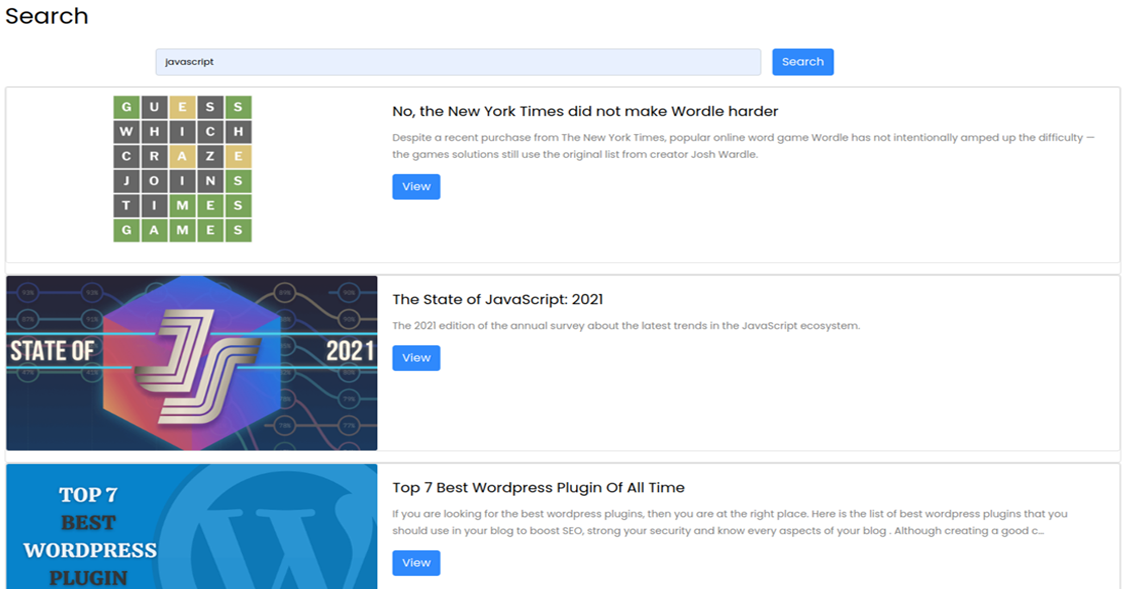 Search
javascript
Search
GUESS
WHICH
CRAZE
JOINS
TIMES
GAMES
No, the New York Times did not make Wordle harder
Despite a recent purchase from The New York Times, popular online word game Wordle has not intentionally amped up the difficulty —
the games solutions still use the original list from creator Josh Wardle.
View
STATE OF
JS
2021
The State of JavaScript: 2021
The 2021 edition of the annual survey about the latest trends in the JavaScript ecosystem.
View
TOP 7
BEST
WORDPRESS
PLUGIN
Top 7 Best Wordpress Plugin Of All Time
If you are looking for the best wordpress plugins, then you are at the right place. Here is the list of best wordpress plugins that you
should use in your blog to boost SEO, strong your security and know every aspects of your blog . Although creating a good c...
View